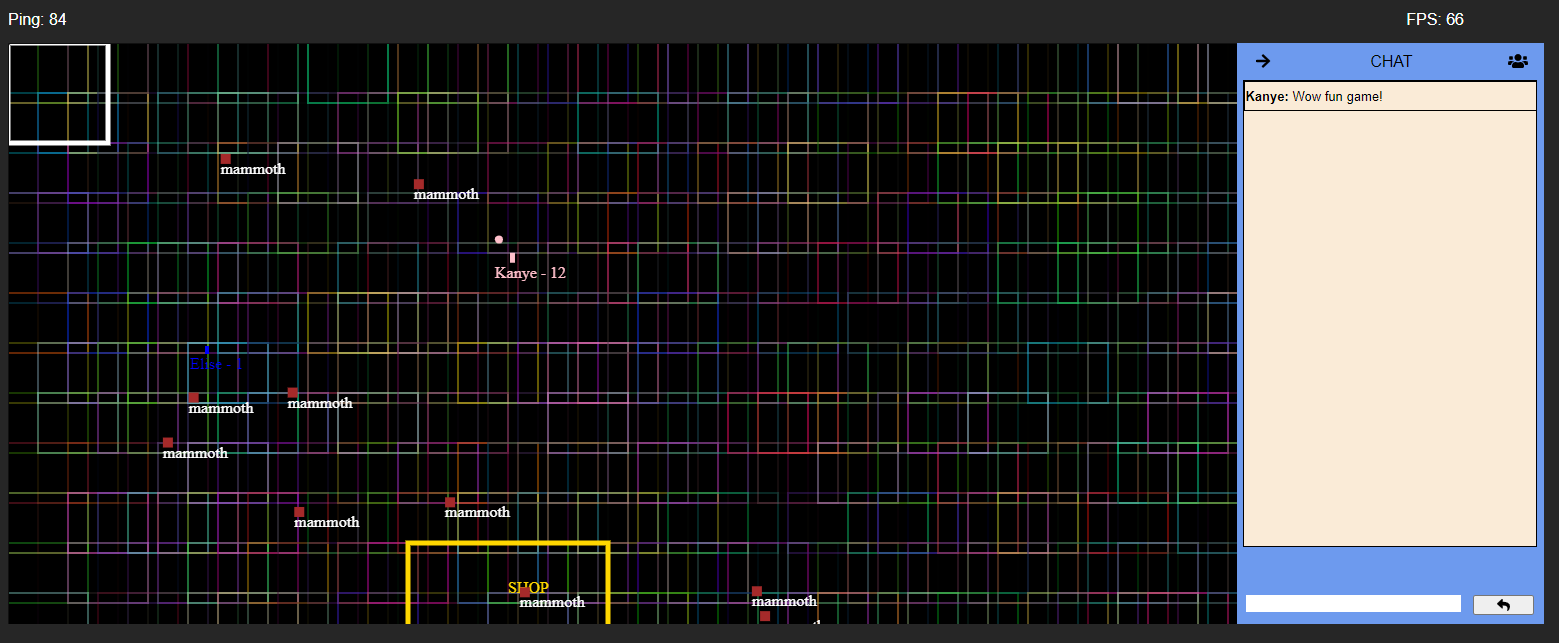 Ping: 84
FPS: 66
CHAT
Kanye: Wow fun game!
mammoth
mammoth
Kanye - 12
Elise - 1
mammoth
mammoth
mammoth
mammoth
mammoth
SHOP
mammoth
mammoth